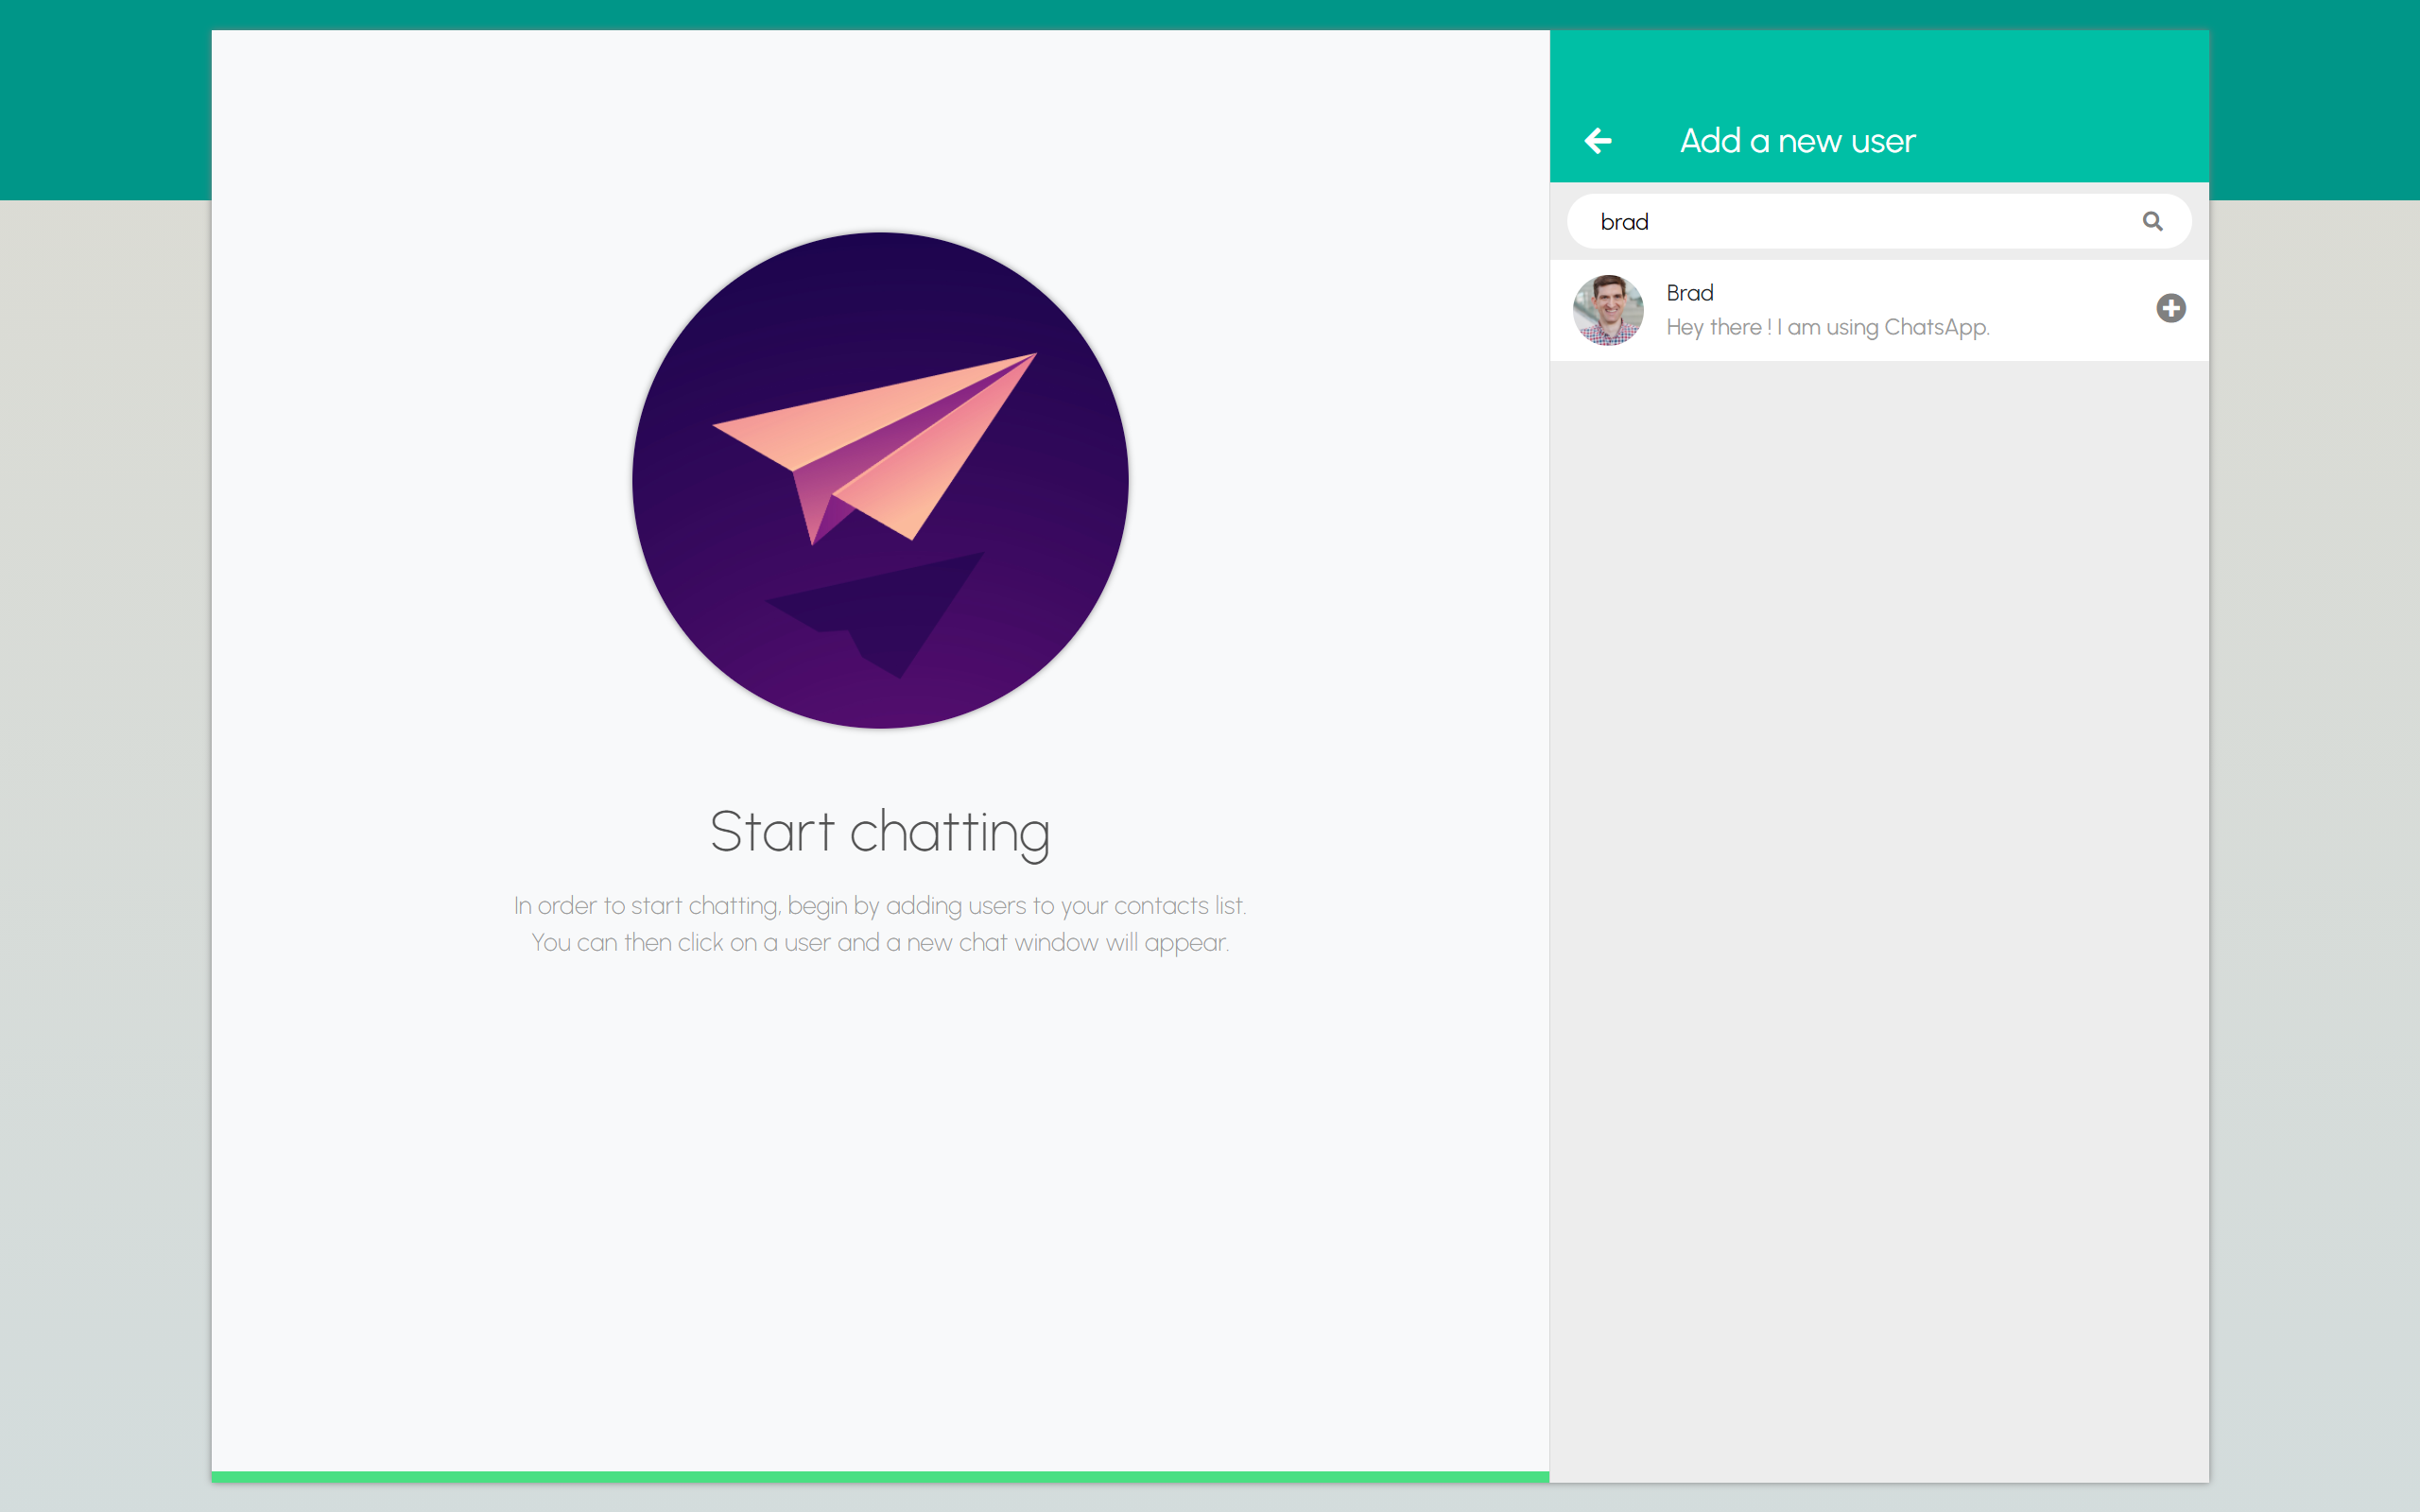 Add a new user
brad
Brad
Hey there ! I am using ChatsApp.
Start chatting
In order to start chatting, begin by adding users to your contacts list.
You can then click on a user and a new chat window will appear.